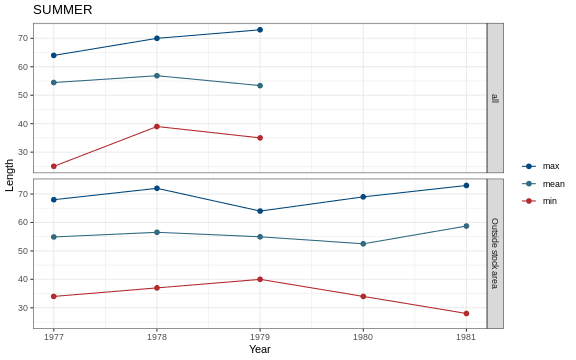 SUMMER
70
60
50
40
30
all
70
60
50
40
30
Outside stock area
1977
1978
1979
1980
1981
Year
Length
max
mean
min